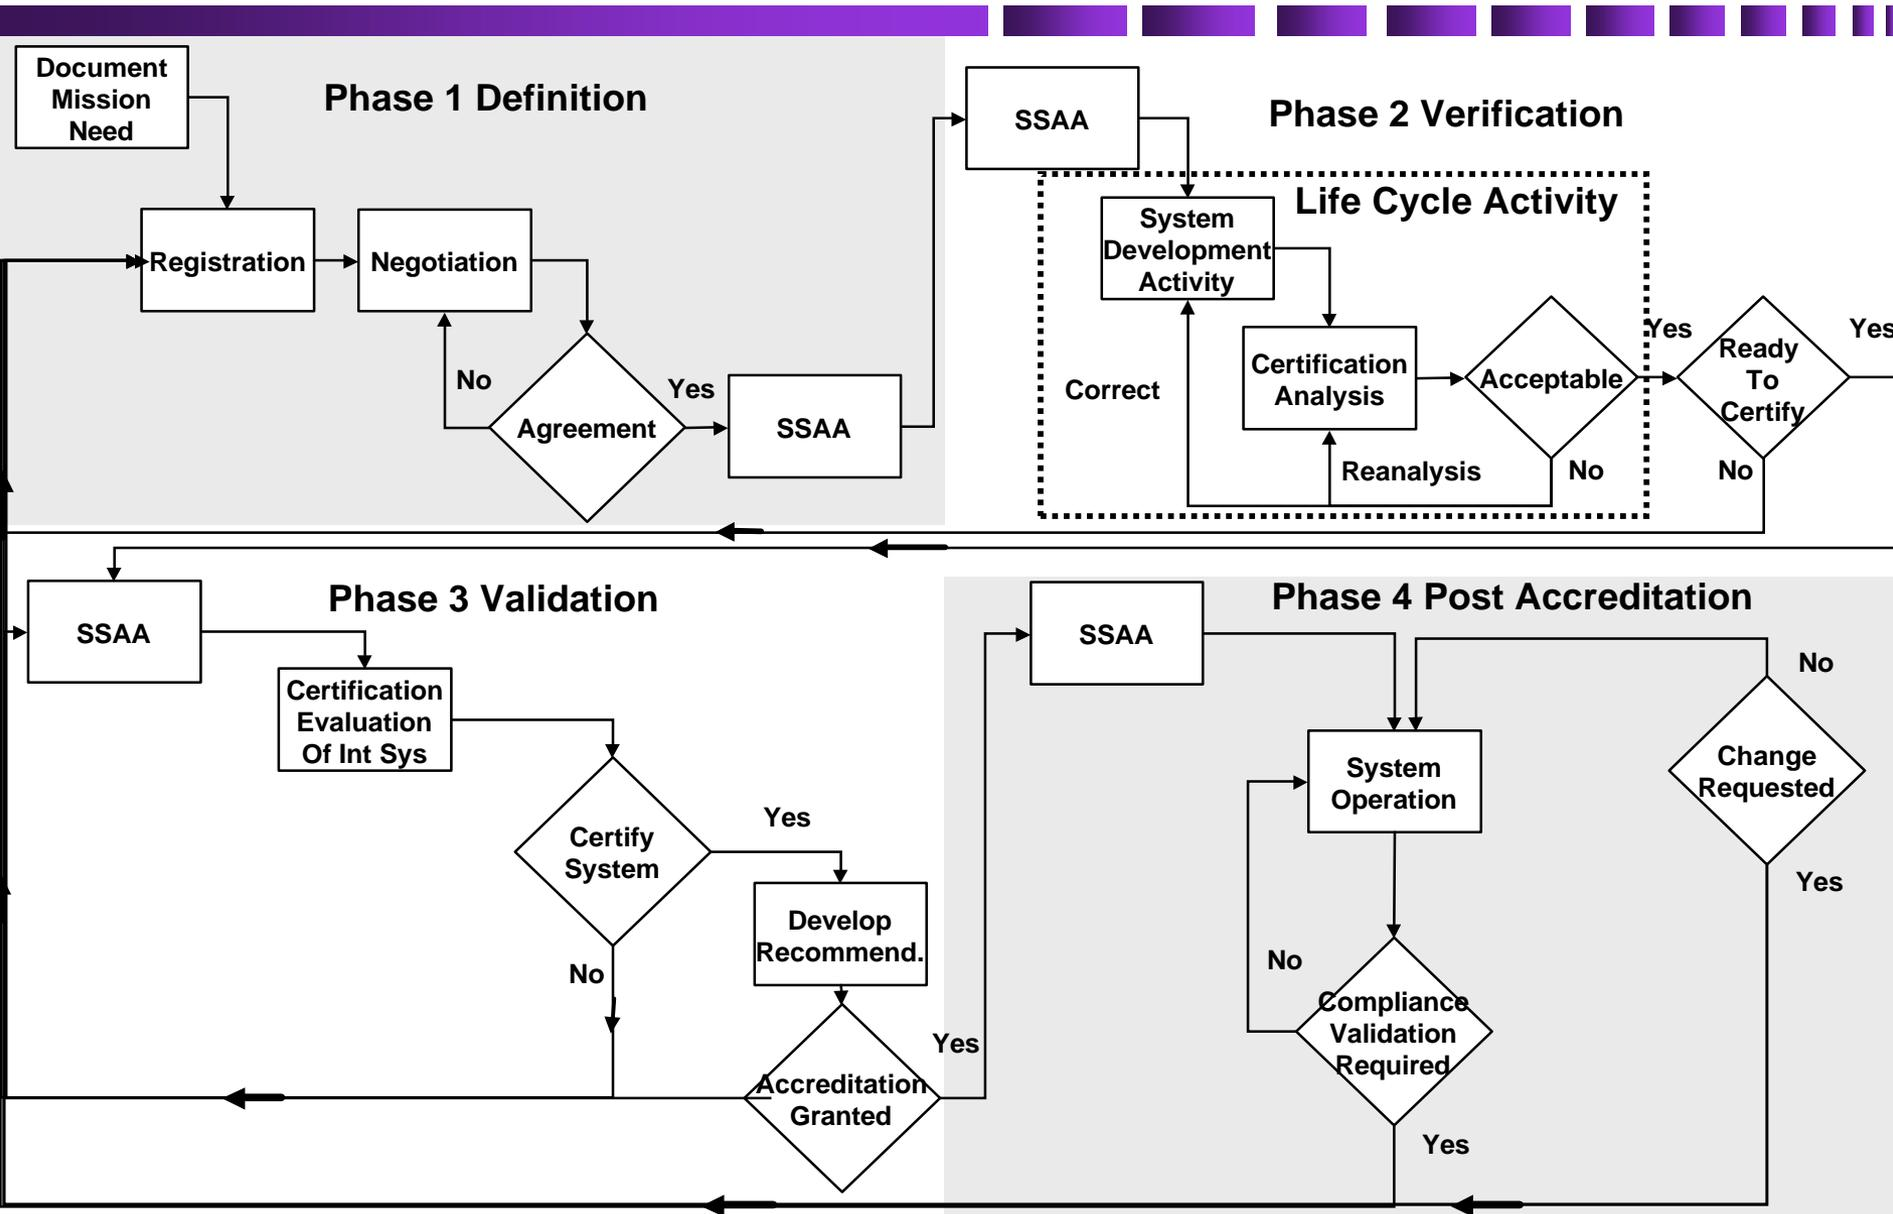 Document
Mission
Need
Phase 1 Definition
Registration
Negotiation
No
Agreement
Yes
SSAA
SSAA
Phase 2 Verification
Life Cycle Activity
System
Development
Activity
Certification
Analysis
Correct
Reanalysis
Acceptable
No
Yes
Ready
To
Certify
Yes
No
SSAA
Phase 3 Validation
Certification
Evaluation
Of Int Sys
Certify
System
Yes
No
Develop
Recommend.
Accreditation
Granted
Yes
SSAA
Phase 4 Post Accreditation
System
Operation
No
Compliance
Validation
Required
Yes
No
Change
Requested
Yes